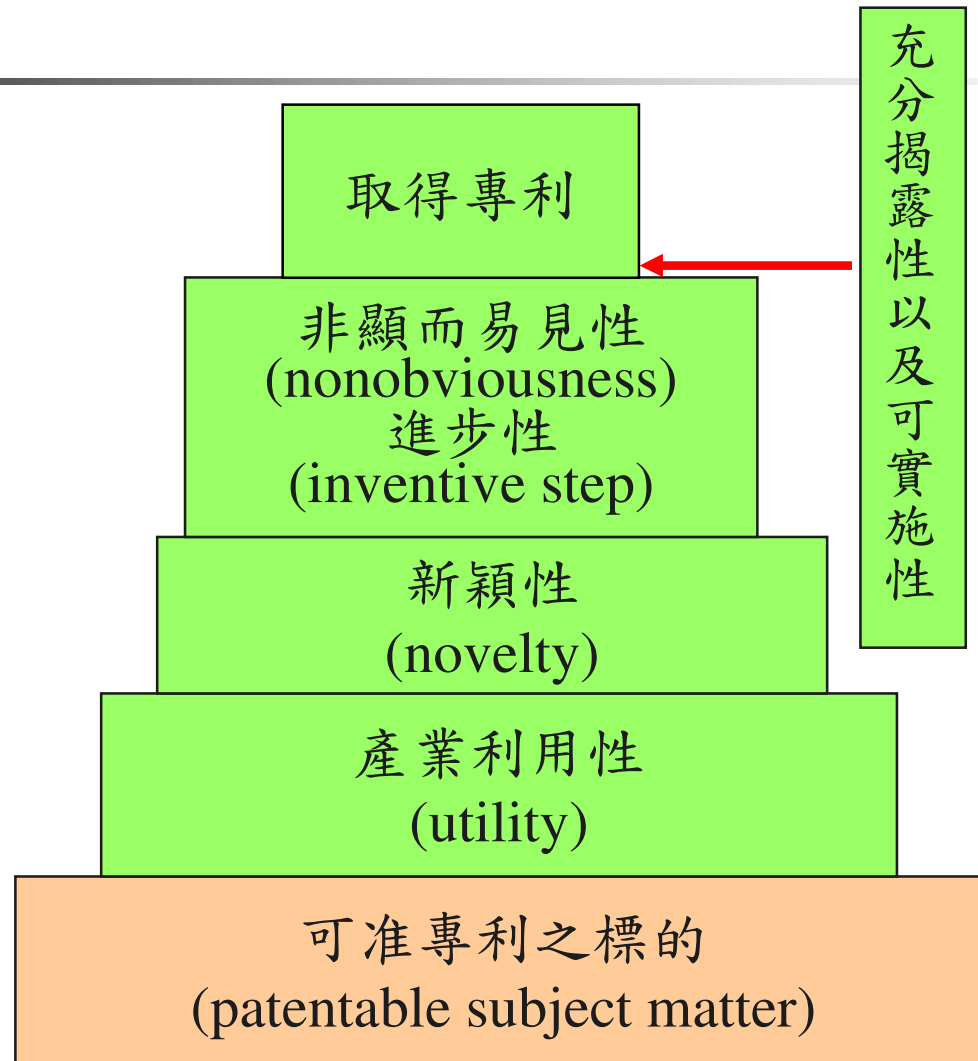 取得專利
非顯而易見性
(nonobviousness)
進步性
(inventive step)
新穎性
(novelty)
產業利用性
(utility)
可准專利之標的
(patentable subject matter)
充分揭露性以及可實施性